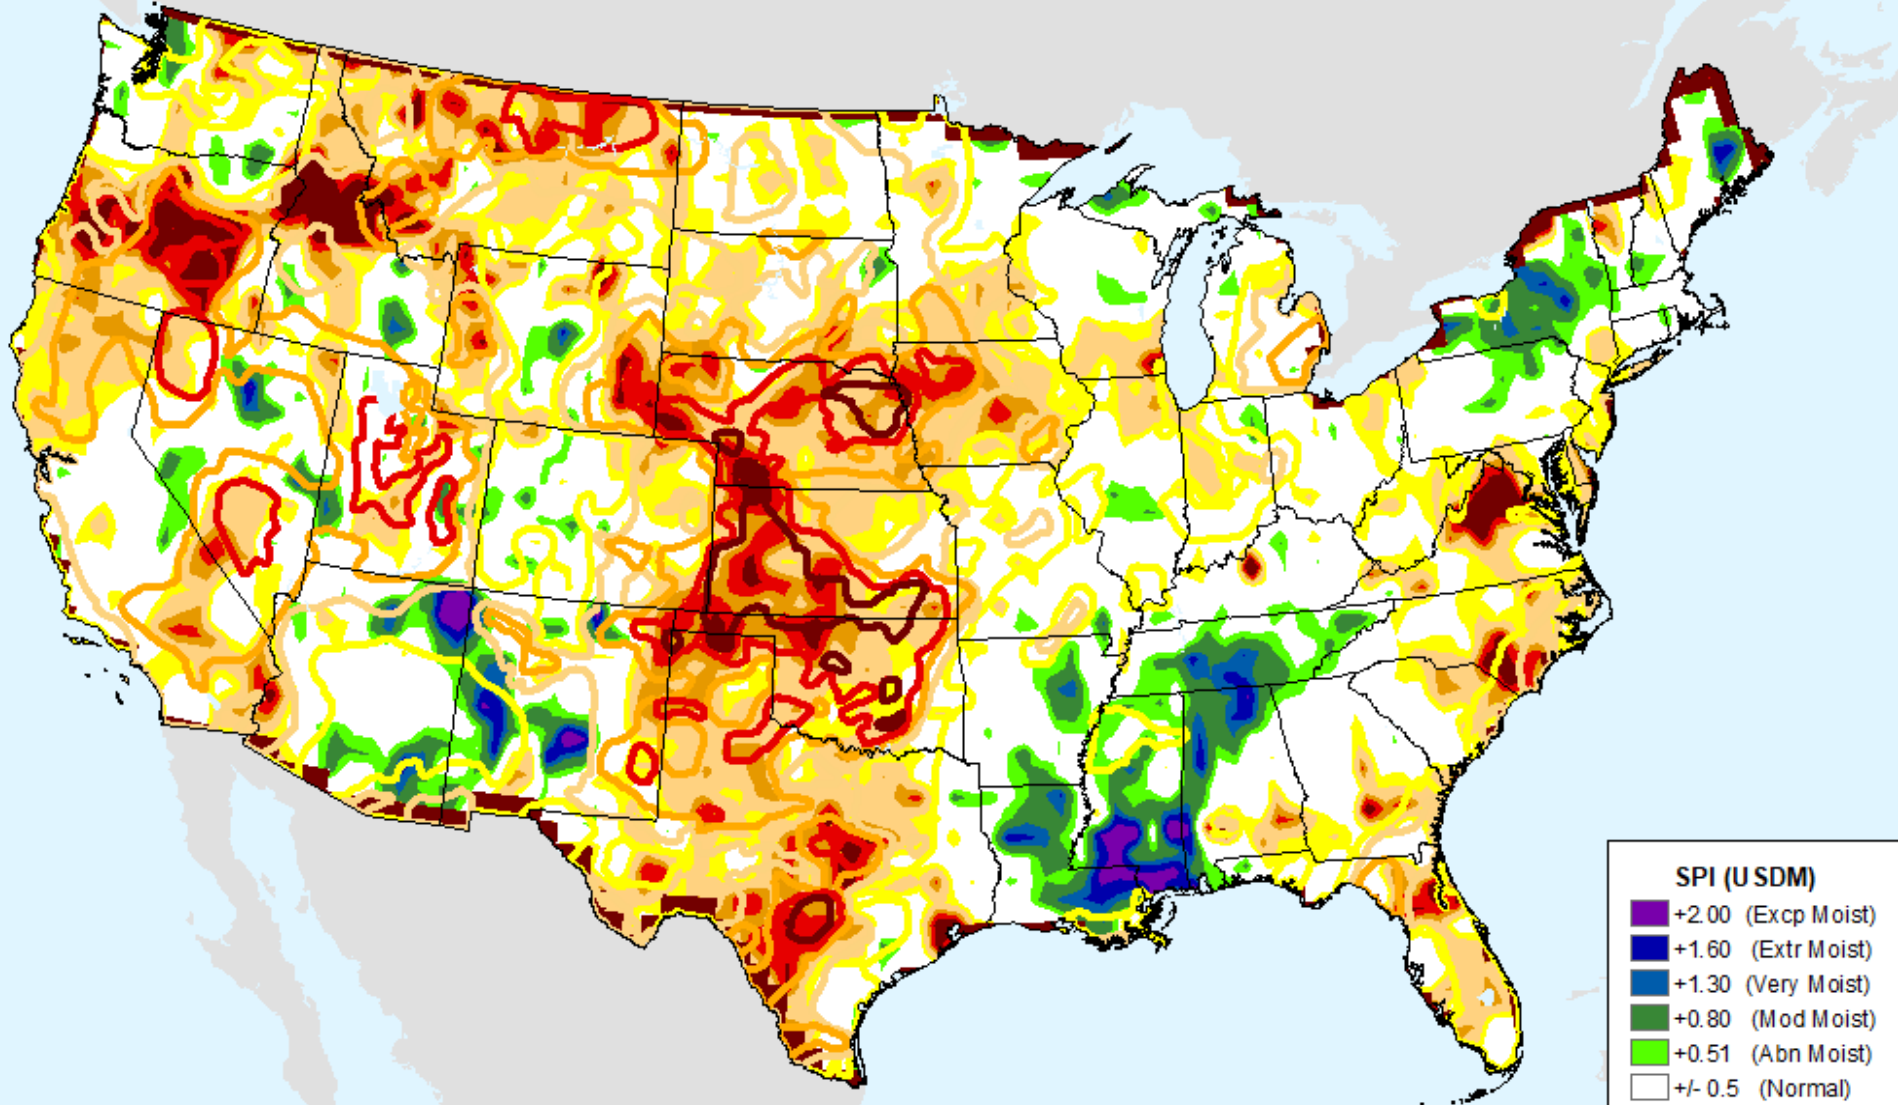 SPI (USDM)
+2.00 (Excp Moist)
+1.60 (Extr Moist)
+1.30 (Very Moist)
+0.80 (Mod Moist)
+0.51 (Abn Moist)
+/- 0.5 (Normal)